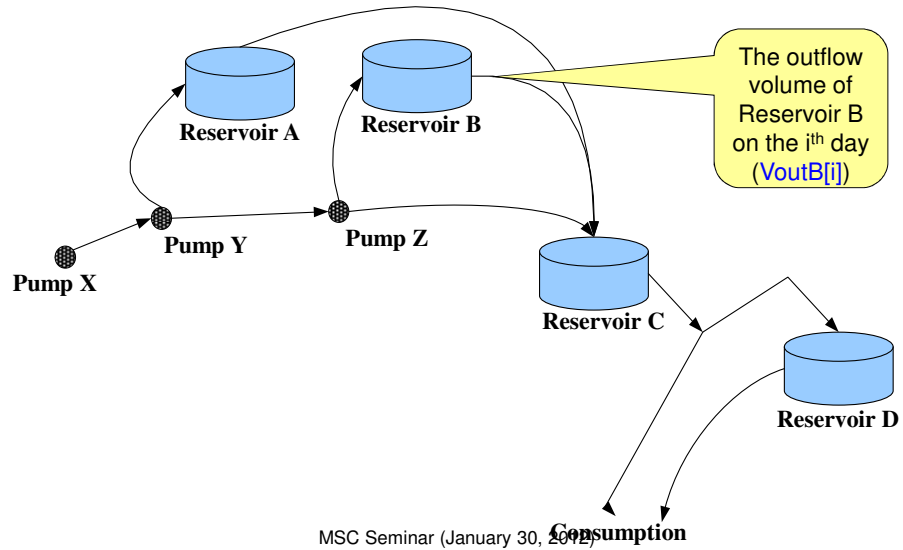 The outflow
volume of
Reservoir B
on the ith day
(VoutB[i])
Reservoir A
Reservoir B
Pump Y
Pump Z
Pump X
Reservoir C
Reservoir D
Consumption
MSC Seminar (January 30, 2012)